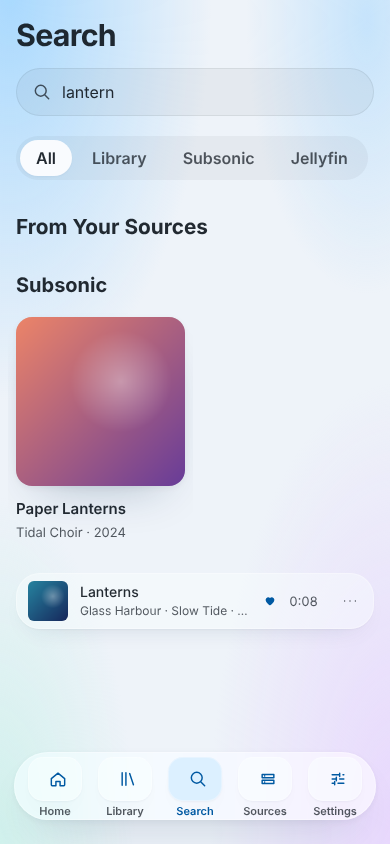 Search
lantern
All Library Subsonic Jellyfin
From Your Sources
Subsonic
Paper Lanterns
Tidal Choir · 2024
Lanterns
Glass Harbour · Slow Tide · ...
0:08
Home Library Search Sources Settings